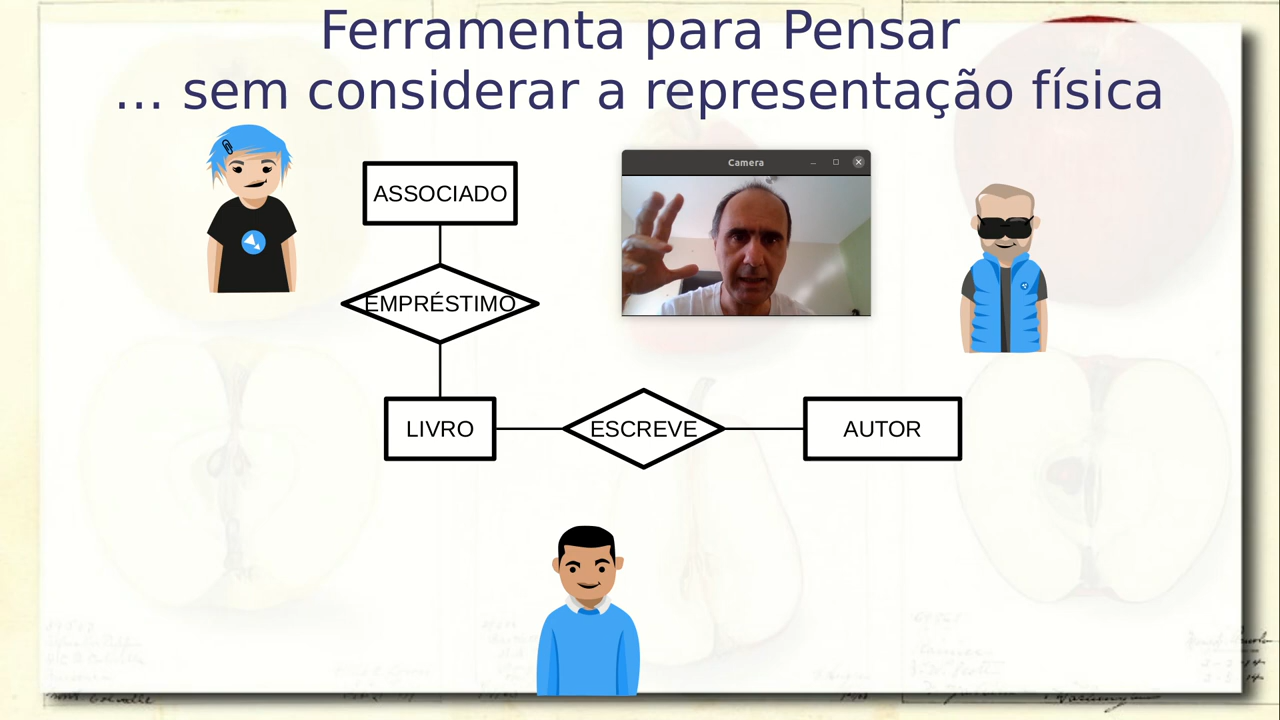 Ferramenta para Pensar
... sem considerar a representação física
ASSOCIADO
Camera
EMPRÉSTIMO
LIVRO
ESCREVE
AUTOR